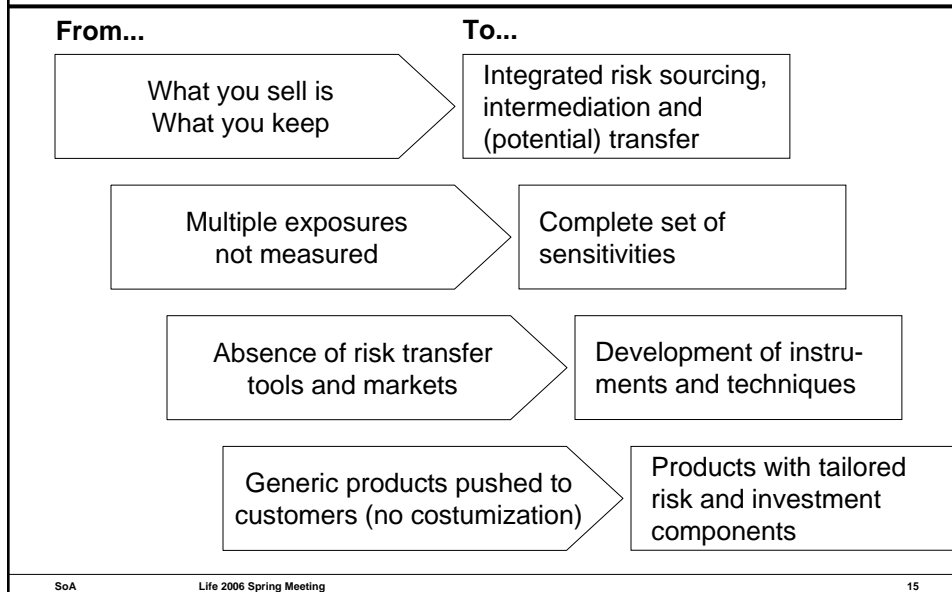 From...
To...
What you sell is
What you keep
Integrated risk sourcing,
intermediation and
(potential) transfer
Multiple exposures
not measured
Complete set of
sensitivities
Absence of risk transfer
tools and markets
Development of instru-
ments and techniques
Generic products pushed to
customers (no costumization)
Products with tailored
risk and investment
components
SoA Life 2006 Spring Meeting 15